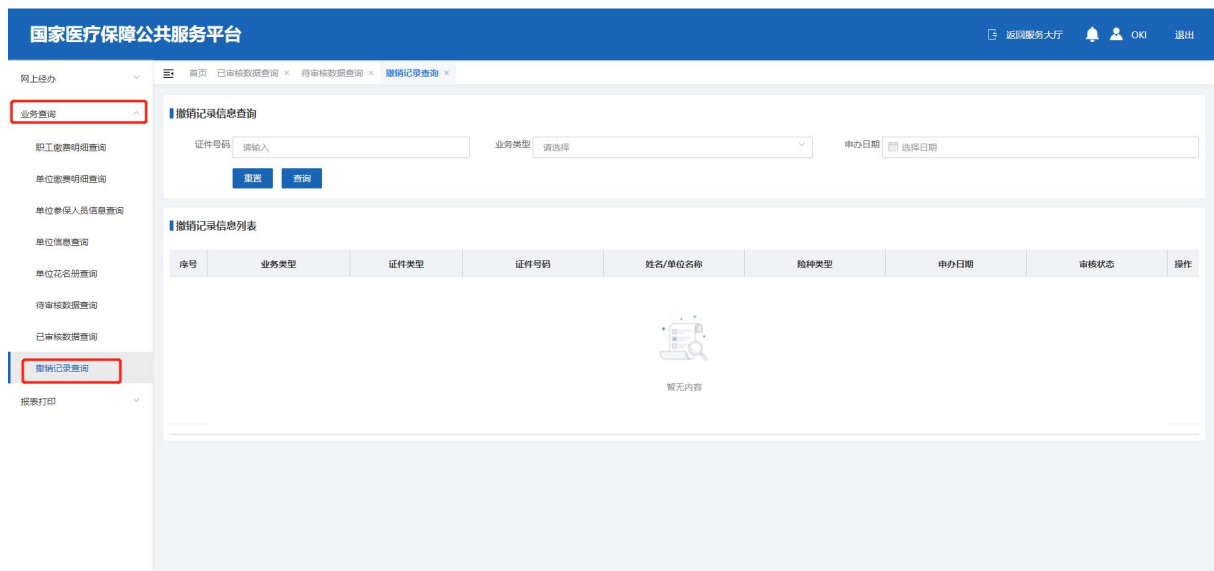 国家医疗保障公共服务平台
返回服务大厅 OKI 退出
网上经办
业务查询
职工缴费明细查询
单位缴费明细查询
单位参保人员信息查询
单位信息查询
单位花名册查询
待审核数据查询
已审核数据查询
撤销记录查询
报表打印
首页 已审核数据查询 × 待审核数据查询 × 撤销记录查询 ×
撤销记录信息查询
证件号码 请输入 业务类型 请选择 申办日期 选择日期
重置 查询
撤销记录信息列表
序号 业务类型 证件类型 证件号码 姓名/单位名称 险种类型 申办日期 审核状态 操作
暂无内容